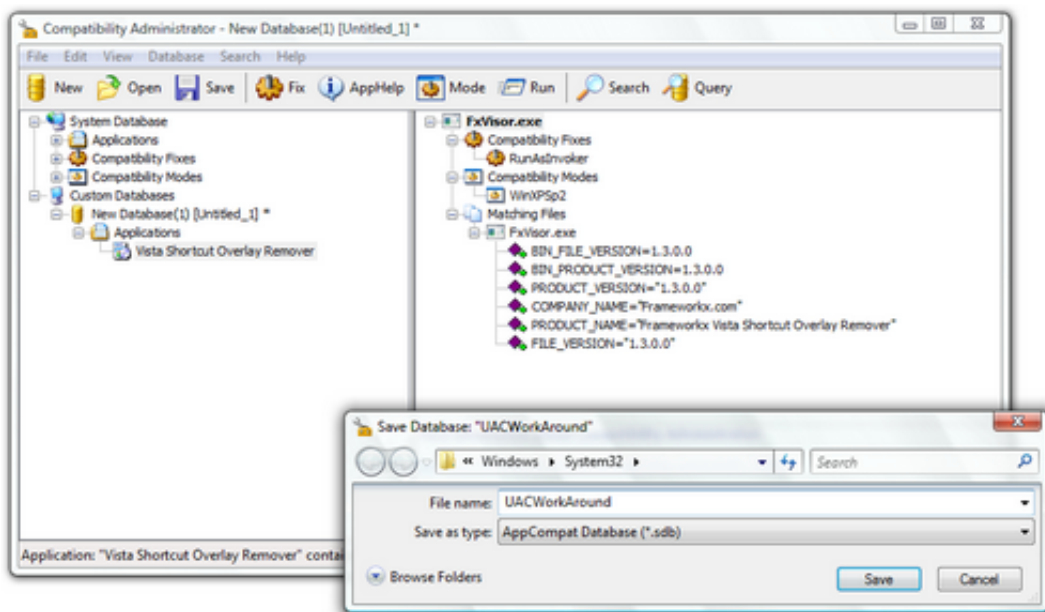 Compatibility Administrator - New Database(1) [Untitled_1] *
File Edit View Database Search Help
New Open Save Fix AppHelp Mode Run Search Query
System Database
Applications
Compatibility Fixes
Compatibility Modes
Custom Databases
New Database(1) [Untitled_1] *
Applications
Vista Shortcut Overlay Remover
FxVisor.exe
Compatibility Fixes
RunAsInvoker
Compatibility Modes
WinXPSp2
Matching Files
FxVisor.exe
BIN_FILE_VERSION=1.3.0.0
BIN_PRODUCT_VERSION=1.3.0.0
PRODUCT_VERSION="1.3.0.0"
COMPANY_NAME="Frameworkx.com"
PRODUCT_NAME="Frameworkx Vista Shortcut Overlay Remover"
FILE_VERSION="1.3.0.0"
Application: "Vista Shortcut Overlay Remover" contai
Save Database: "UACWorkAround"
« Windows System32 Search
File name: UACWorkAround
Save as type: AppCompat Database (*.sdb)
Browse Folders Save Cancel